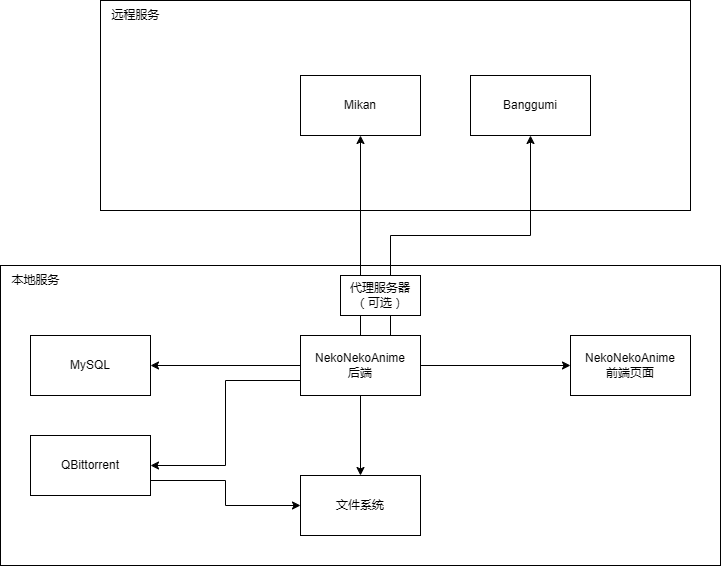 远程服务
Mikan
Banggumi
本地服务
代理服务器
（可选）
MySQL
NekoNekoAnime
后端
NekoNekoAnime
前端页面
QBittorrent
文件系统